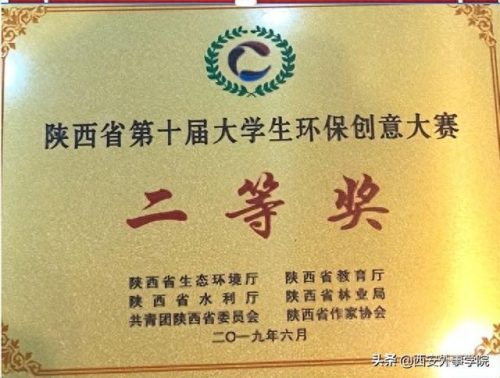 陕西省第十届大学生环保创意大赛
二等奖
陕西省生态环境厅 陕西省教育厅
陕西省水利厅 陕西省林业局
共青团陕西省委员会 陕西省作家协会
二〇一九年六月
头条 @西安外事学院